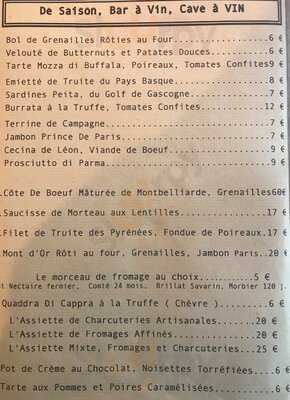 De Saison, Bar à Vin, Cave à VIN
Bol de Grenailles Rôties au Four...............6 €
Velouté de Butternuts et Patates Douces........6 €
Tarte Mozza di Buffala, Poireaux, Tomates Confites9 €
Emietté de Truite du Pays Basque...............8 €
Sardines Peita, du Golf de Gascogne............7 €
Burrata à la Truffe, Tomates Confites..........12 €
Terrine de Campagne............................7 €
Jambon Prince De Paris.........................7 €
Cecina de Léon, Viande de Boeuf................9 €
Prosciutto di Parma............................9 €
.Côte De Boeuf Mâturée de Montbelliarde, Grenailles60€
.Saucisse de Morteau aux Lentilles.............17 €
.Filet de Truite des Pyrénées, Fondue de Poireaux.17 €
.Mont d'Or Rôti au four, Grenailles, Jambon Paris..20 €
Le morceau de fromage au choix..........5 €
Nectaire fermier, Comté 24 mois, Brillat Savarin, Morbier 120 j.
Quaddra Di Cappra à la Truffe ( Chêvre ).......6 €
L'Assiette de Charcuteries Artisanales......20 €
L'Assiette de Fromages Affinés..............20 €
L'Assiette Mixte, Fromages et Charcuteries...25 €
Pot de Crème au Chocolat, Noisettes Torréfiées...6 €
Tarte aux Pommes et Poires Caramélisées.........6 €